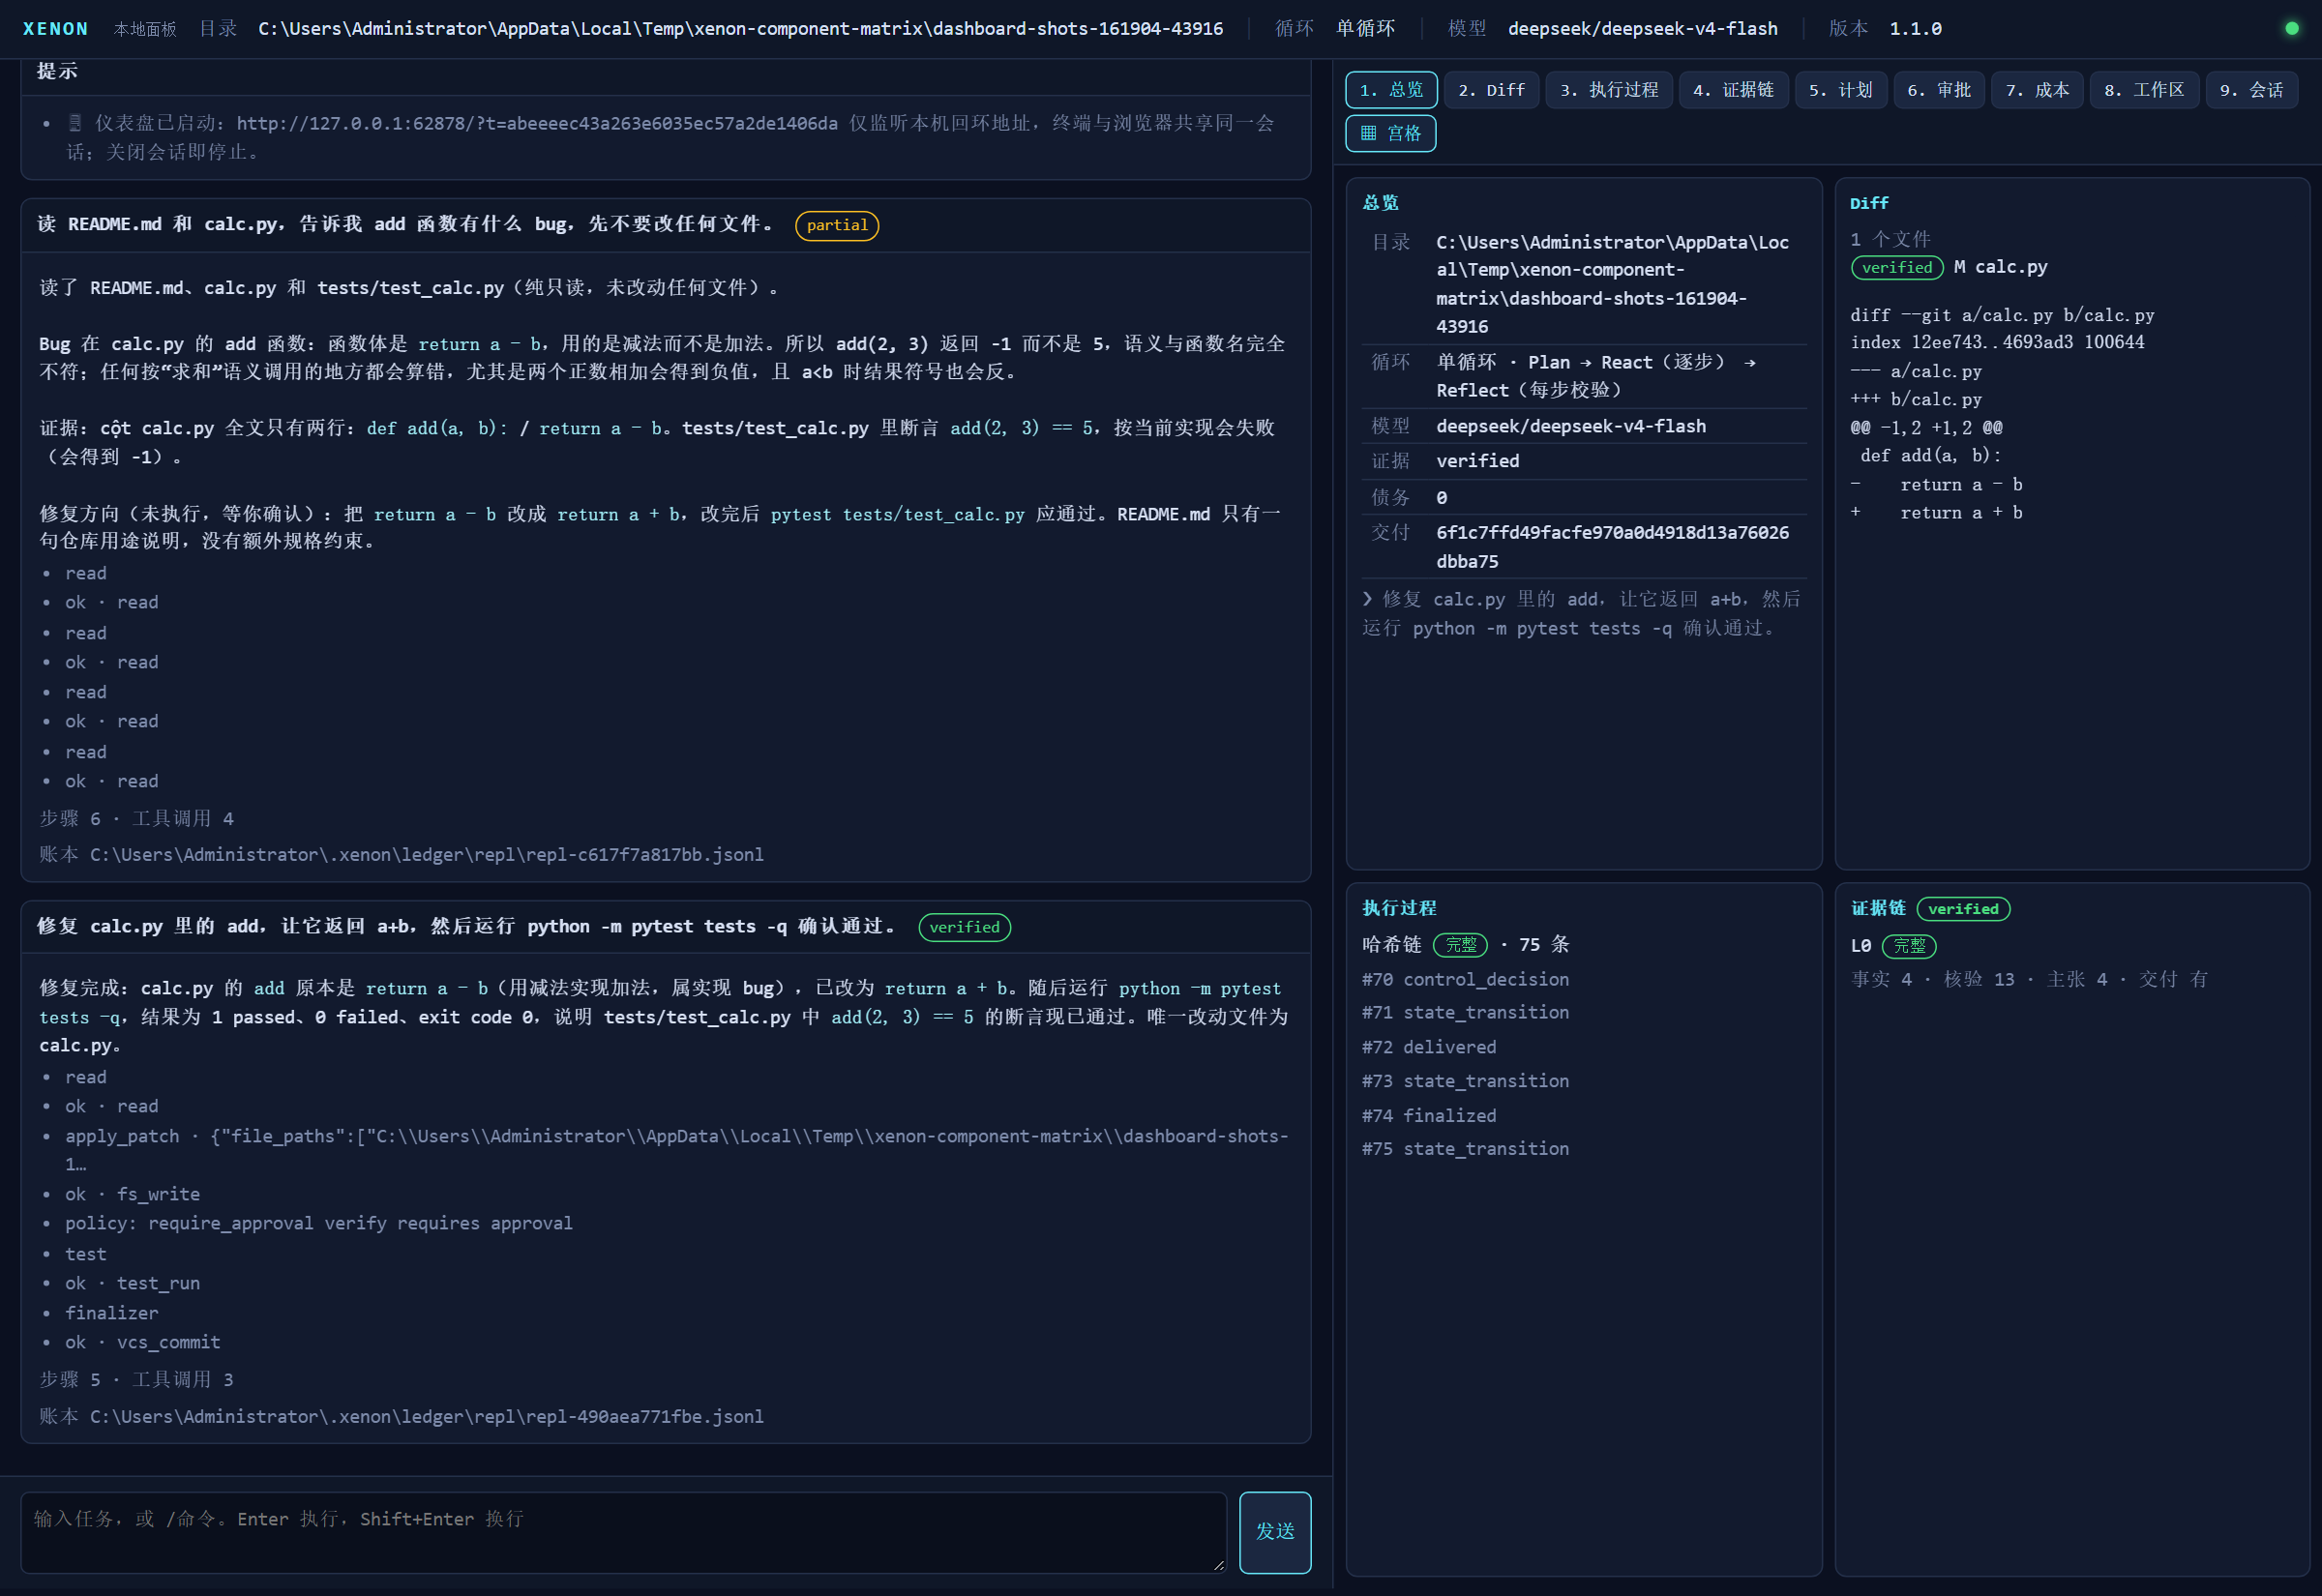 XENON 本地面板 目录 C:\Users\Administrator\AppData\Local\Temp\xenon-component-matrix\dashboard-shots-161904-43916 循环 单循环 模型 deepseek/deepseek-v4-flash 版本 1.1.0
提示
• 仪表盘已启动：http://127.0.0.1:62878/?t=abeeeec43a263e6035ec57a2de1406da 仅监听本机回环地址，终端与浏览器共享同一会
话；关闭会话即停止。
读 README.md 和 calc.py，告诉我 add 函数有什么 bug，先不要改任何文件。 partial
读了 README.md、calc.py 和 tests/test_calc.py（纯只读，未改动任何文件）。
Bug 在 calc.py 的 add 函数：函数体是 return a - b，用的是减法而不是加法。所以 add(2, 3) 返回 -1 而不是 5，语义与函数名完全
不符；任何按“求和”语义调用的地方都会算错，尤其是两个正数相加会得到负值，且 a<b 时结果符号也会反。
证据：cột calc.py 全文只有两行：def add(a, b): / return a - b。tests/test_calc.py 里断言 add(2, 3) == 5，按当前实现会失败
（会得到 -1）。
修复方向（未执行，等你确认）：把 return a - b 改成 return a + b，改完后 pytest tests/test_calc.py 应通过。README.md 只有一
句仓库用途说明，没有额外规格约束。
• read
• ok · read
• read
• ok · read
• read
• ok · read
• read
• ok · read
步骤 6 · 工具调用 4
账本 C:\Users\Administrator\.xenon\ledger\repl\repl-c617f7a817bb.jsonl
修复 calc.py 里的 add，让它返回 a+b，然后运行 python -m pytest tests -q 确认通过。 verified
修复完成：calc.py 的 add 原本是 return a - b（用减法实现加法，属实现 bug），已改为 return a + b。随后运行 python -m pytest
tests -q，结果为 1 passed、0 failed、exit code 0，说明 tests/test_calc.py 中 add(2, 3) == 5 的断言现已通过。唯一改动文件为
calc.py。
• read
• ok · read
• apply_patch · {"file_paths":["C:\\Users\\Administrator\\AppData\\Local\\Temp\\xenon-component-matrix\\dashboard-shots-
1…
• ok · fs_write
• policy: require_approval verify requires approval
• test
• ok · test_run
• finalizer
• ok · vcs_commit
步骤 5 · 工具调用 3
账本 C:\Users\Administrator\.xenon\ledger\repl\repl-490aea771fbe.jsonl
输入任务，或 /命令。Enter 执行，Shift+Enter 换行
发送
1. 总览 2. Diff 3. 执行过程 4. 证据链 5. 计划 6. 审批 7. 成本 8. 工作区 9. 会话
▦ 宫格
总览
目录 C:\Users\Administrator\AppData\Loc
al\Temp\xenon-component-
matrix\dashboard-shots-161904-
43916
循环 单循环 · Plan → React（逐步） →
Reflect（每步校验）
模型 deepseek/deepseek-v4-flash
证据 verified
债务 0
交付 6f1c7ffd49facfe970a0d4918d13a76026
dbba75
❯ 修复 calc.py 里的 add，让它返回 a+b，然后
运行 python -m pytest tests -q 确认通过。
Diff
1 个文件
verified M calc.py
diff --git a/calc.py b/calc.py
index 12ee743..4693ad3 100644
--- a/calc.py
+++ b/calc.py
@@ -1,2 +1,2 @@
def add(a, b):
-    return a - b
+    return a + b
执行过程
哈希链 完整 · 75 条
#70 control_decision
#71 state_transition
#72 delivered
#73 state_transition
#74 finalized
#75 state_transition
证据链 verified
L0 完整
事实 4 · 核验 13 · 主张 4 · 交付 有